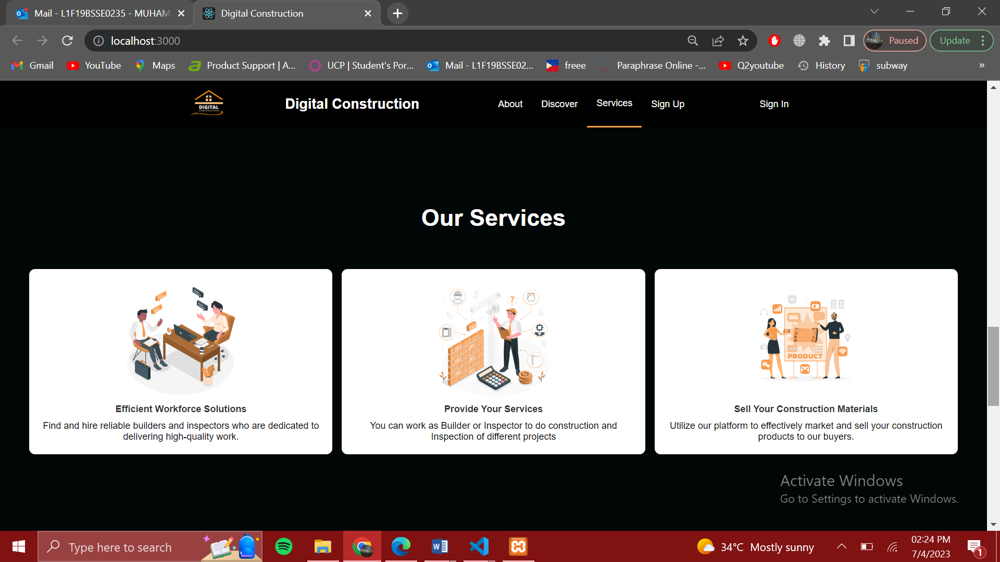 Mail - L1F19BSSE0235 - MUHAM
Digital Construction
localhost:3000
Paused
Update
Gmail
YouTube
Maps
Product Support | A...
UCP | Student's Por...
Mail - L1F19BSSE02...
freee
Paraphrase Online -...
Q2youtube
History
subway
»
DIGITAL
CONSTRUCTION
Digital Construction
About
Discover
Services
Sign Up
Sign In
Our Services
PRODUCT
Efficient Workforce Solutions
Find and hire reliable builders and inspectors who are dedicated to
delivering high-quality work.
Provide Your Services
You can work as Builder or Inspector to do construction and
Inspection of different projects
Sell Your Construction Materials
Utilize our platform to effectively market and sell your construction
products to our buyers.
Activate Windows
Go to Settings to activate Windows.
Type here to search
34°C Mostly sunny
02:24 PM
7/4/2023
1